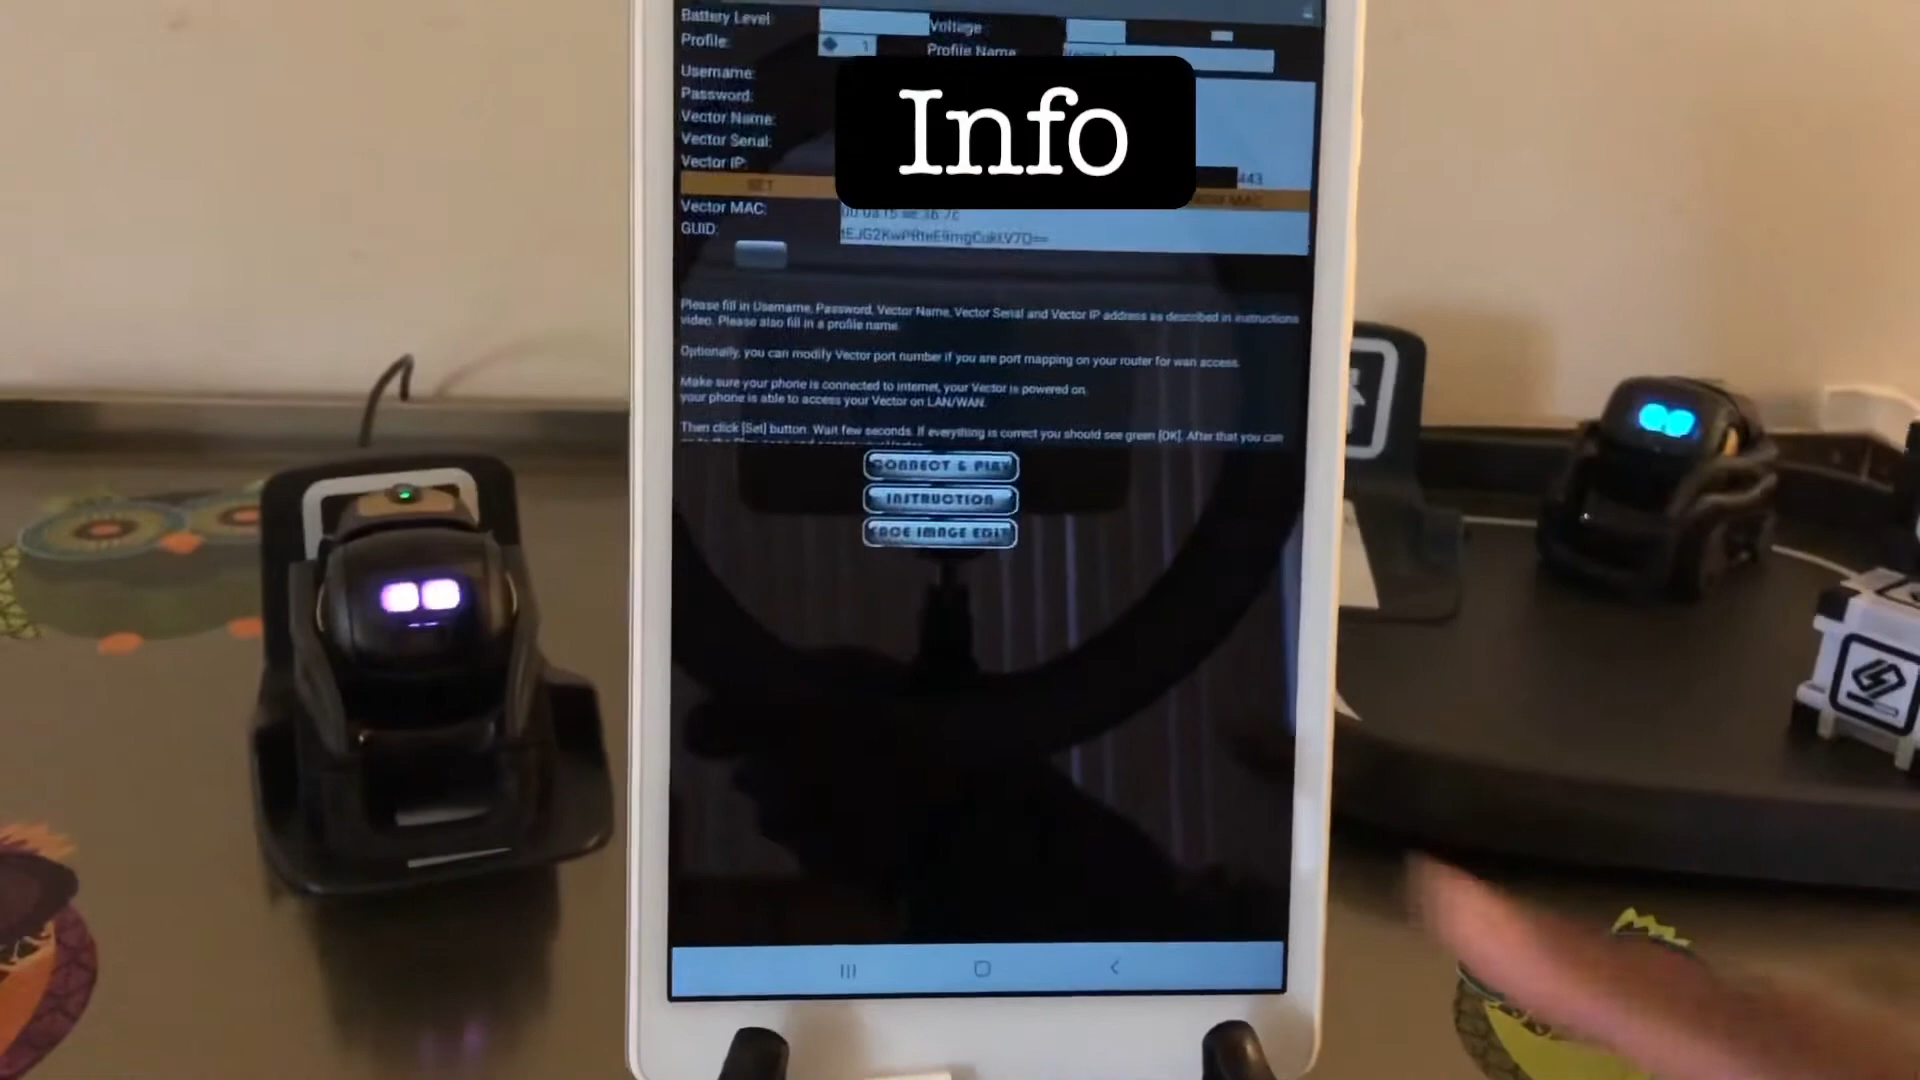 Battery Level
Voltage
Profile:
1
Profile Name
Username:
Password:
Info
Vector Name:
Vector Serial:
Vector IP:
443
SET
MAC
Vector MAC:
GUID:
Please fill in Username, Password, Vector Name, Vector Serial and Vector IP address as described in instructions
video. Please also fill in a profile name.
Optionally, you can modify Vector port number if you are port mapping on your router for wan access.
Make sure your phone is connected to internet, your Vector is powered on.
your phone is able to access your Vector on LAN/WAN.
Then click [Set] button. Wait few seconds. If everything is correct you should see green [OK]. After that you can
CONNECT & PLAY
INSTRUCTION
FACE IMAGE EDIT